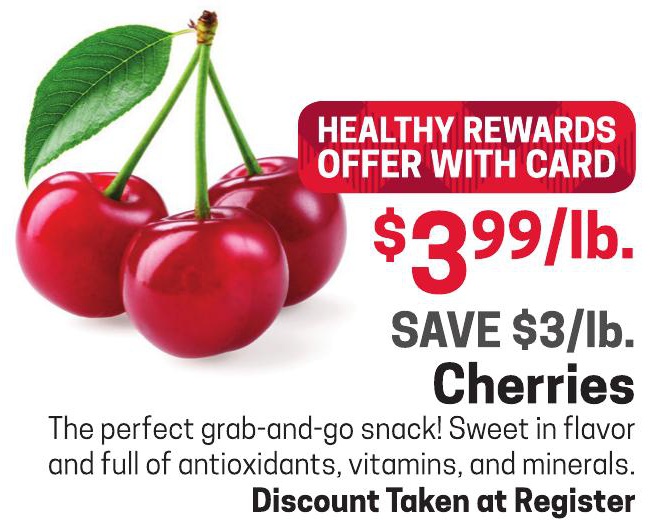 HEALTHY REWARDS
OFFER WITH CARD
$3 99/lb.
SAVE $3/lb.
Cherries
The perfect grab-and-go snack! Sweet in flavor
and full of antioxidants, vitamins, and minerals.
Discount Taken at Register